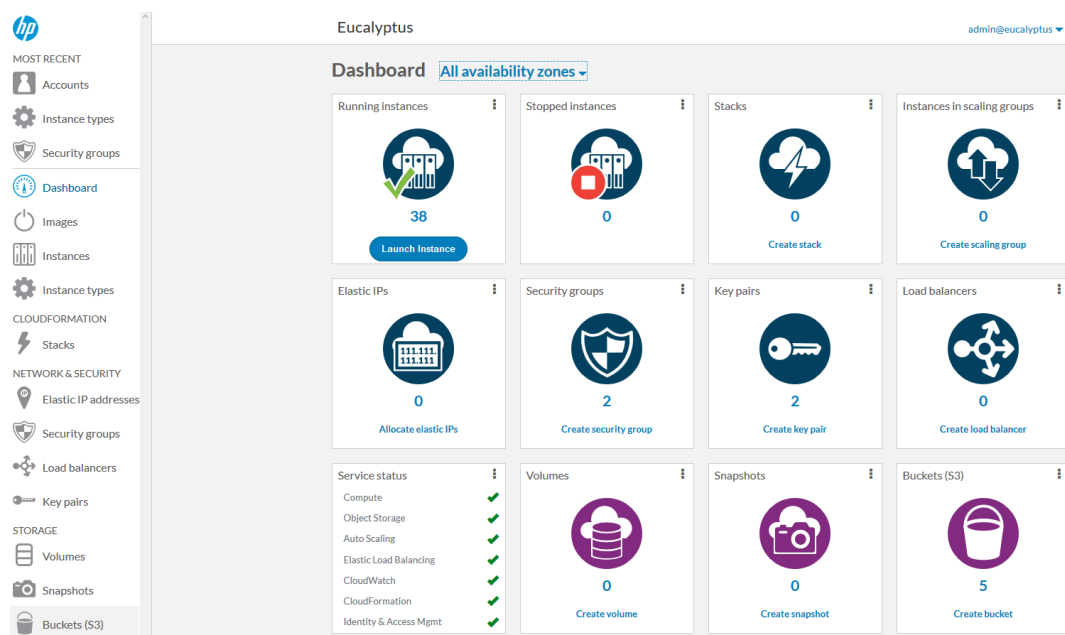 hp
MOST RECENT
Accounts
Instance types
Security groups
Dashboard
Images
Instances
Instance types
CLOUDFORMATION
Stacks
NETWORK & SECURITY
Elastic IP addresses
Security groups
Load balancers
Key pairs
STORAGE
Volumes
Snapshots
Buckets (S3)
Eucalyptus
admin@eucalyptus
Dashboard All availability zones
Running instances
38
Launch Instance
Stopped instances
0
Stacks
0
Create stack
Instances in scaling groups
0
Create scaling group
Elastic IPs
111.111.
111.111
0
Allocate elastic IPs
Security groups
2
Create security group
Key pairs
2
Create key pair
Load balancers
0
Create load balancer
Service status
Compute
Object Storage
Auto Scaling
Elastic Load Balancing
CloudWatch
CloudFormation
Identity & Access Mgmt
Volumes
0
Create volume
Snapshots
0
Create snapshot
Buckets (S3)
5
Create bucket